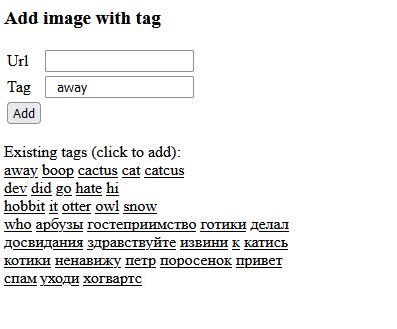 Add image with tag
Url
Tag away
Add
Existing tags (click to add):
away boop cactus cat catcus
dev did go hate hi
hobbit it otter owl snow
who арбузы гостеприимство готики делал
досвидания здравствуйте извини к катись
котики ненавижу петр поросенок привет
спам уходи хогвартс